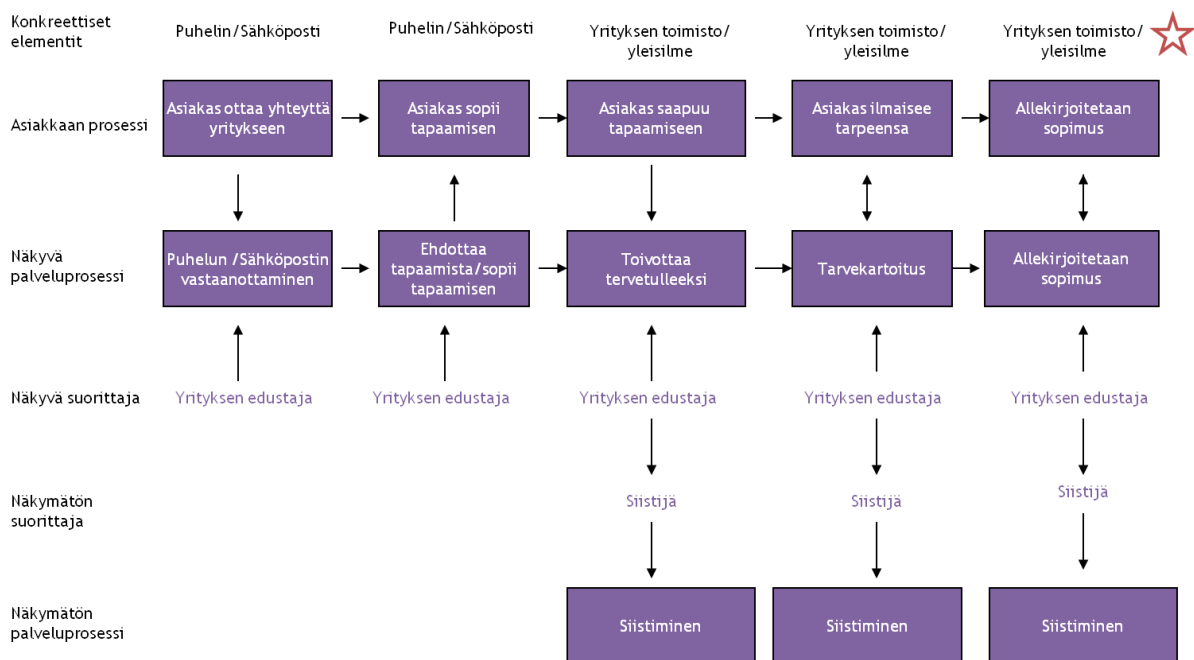 Konkreettiset
elementit
Puhelin/Sähköposti
Puhelin/Sähköposti
Yrityksen toimisto/
yleisilme
Yrityksen toimisto/
yleisilme
Yrityksen toimisto/
yleisilme
Asiakkaan prosessi
Asiakas ottaa yhteyttä
yritykseen
Asiakas sopii
tapaamisen
Asiakas saapuu
tapaamiseen
Asiakas ilmaisee
tarpeensa
Allekirjoitetaan
sopimus
Näkyvä
palveluprosessi
Puhelun /Sähköpostin
vastaanottaminen
Ehdottaa
tapaamista/sopii
tapaamisen
Toivottaa
tervetulleeksi
Tarvekartoitus
Allekirjoitetaan
sopimus
Näkyvä suorittaja
Yrityksen edustaja
Yrityksen edustaja
Yrityksen edustaja
Yrityksen edustaja
Yrityksen edustaja
Näkymätön
suorittaja
Siistijä
Siistijä
Siistijä
Näkymätön
palveluprosessi
Siistiminen
Siistiminen
Siistiminen